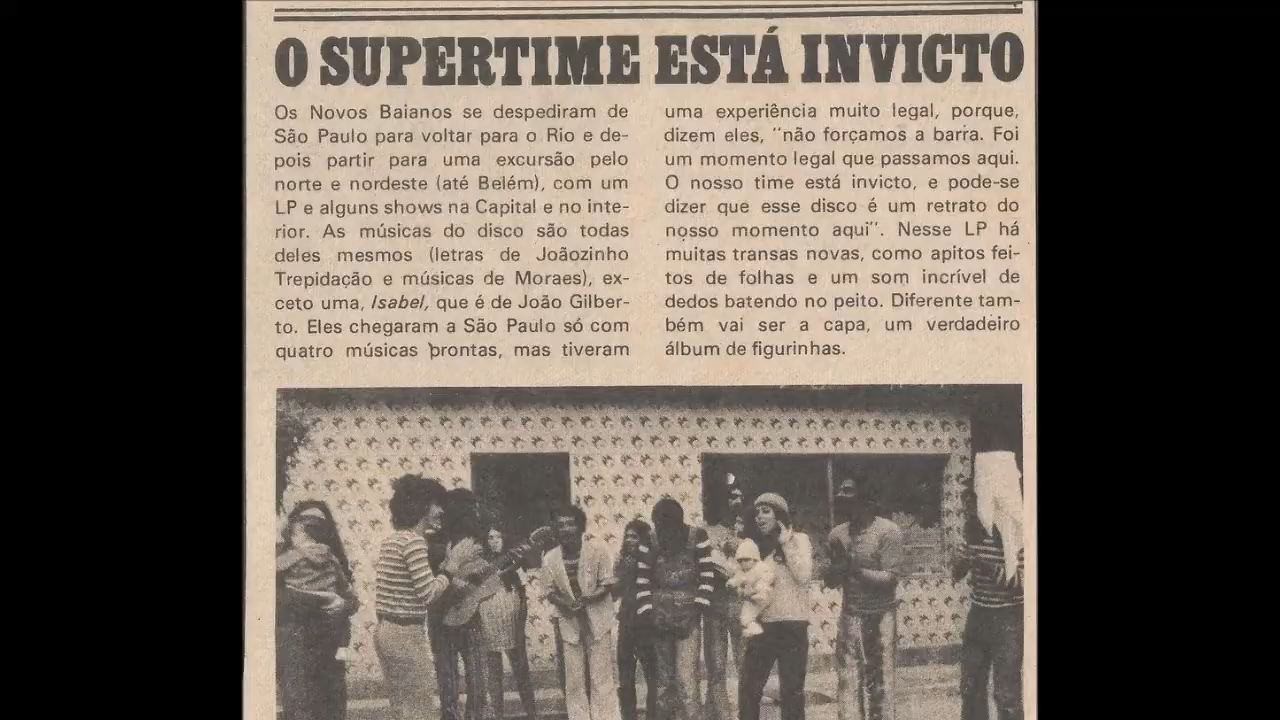 O SUPERTIME ESTÁ INVICTO
Os Novos Baianos se despediram de
São Paulo para voltar para o Rio e de-
pois partir para uma excursão pelo
norte e nordeste (até Belém), com um
LP e alguns shows na Capital e no inte-
rior. As músicas do disco são todas
deles mesmos (letras de Joãozinho
Trepidação e músicas de Moraes), ex-
ceto uma, Isabel, que é de João Gilber-
to. Eles chegaram a São Paulo só com
quatro músicas prontas, mas tiveram
uma experiência muito legal, porque,
dizem eles, "não forçamos a barra. Foi
um momento legal que passamos aqui.
O nosso time está invicto, e pode-se
dizer que esse disco é um retrato do
nosso momento aqui". Nesse LP há
muitas transas novas, como apitos fei-
tos de folhas e um som incrível de
dedos batendo no peito. Diferente tam-
bém vai ser a capa, um verdadeiro
álbum de figurinhas.